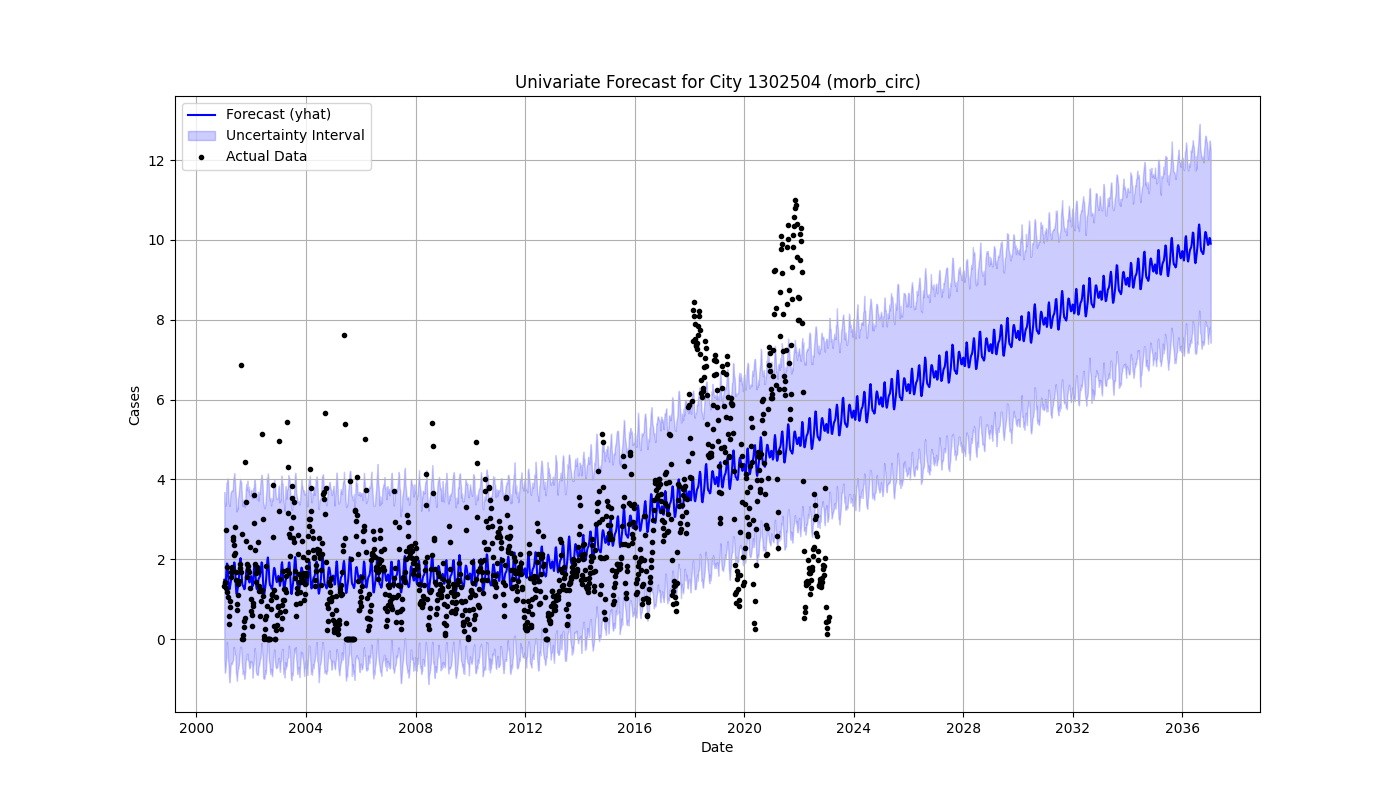 Univariate Forecast for City 1302504 (morb_circ)
Forecast (yhat)
Uncertainty Interval
Actual Data
Cases
12
10
8
6
4
2
0
2000 2004 2008 2012 2016 2020 2024 2028 2032 2036
Date